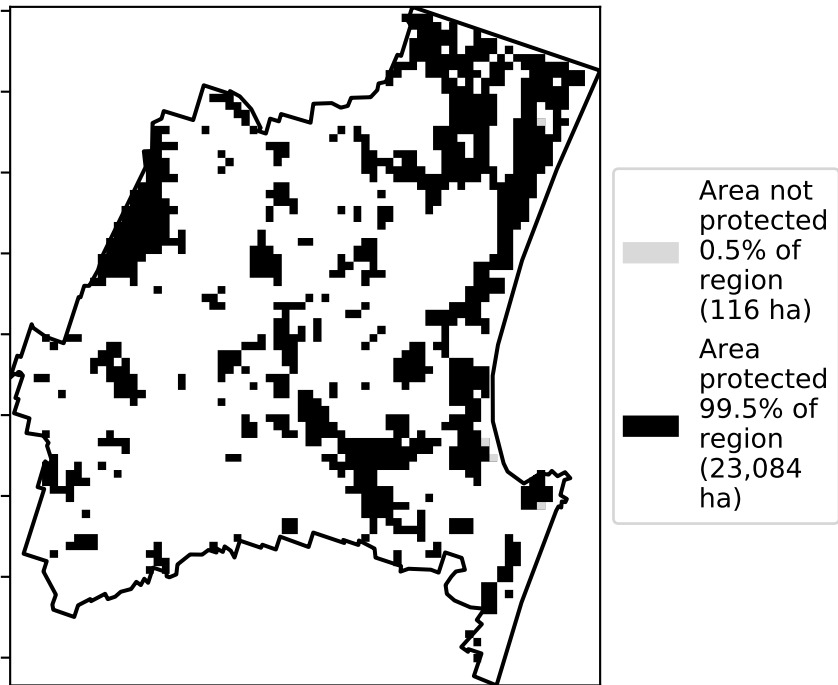 Area not
protected
0.5% of
region
(116 ha)
Area
protected
99.5% of
region
(23,084
ha)